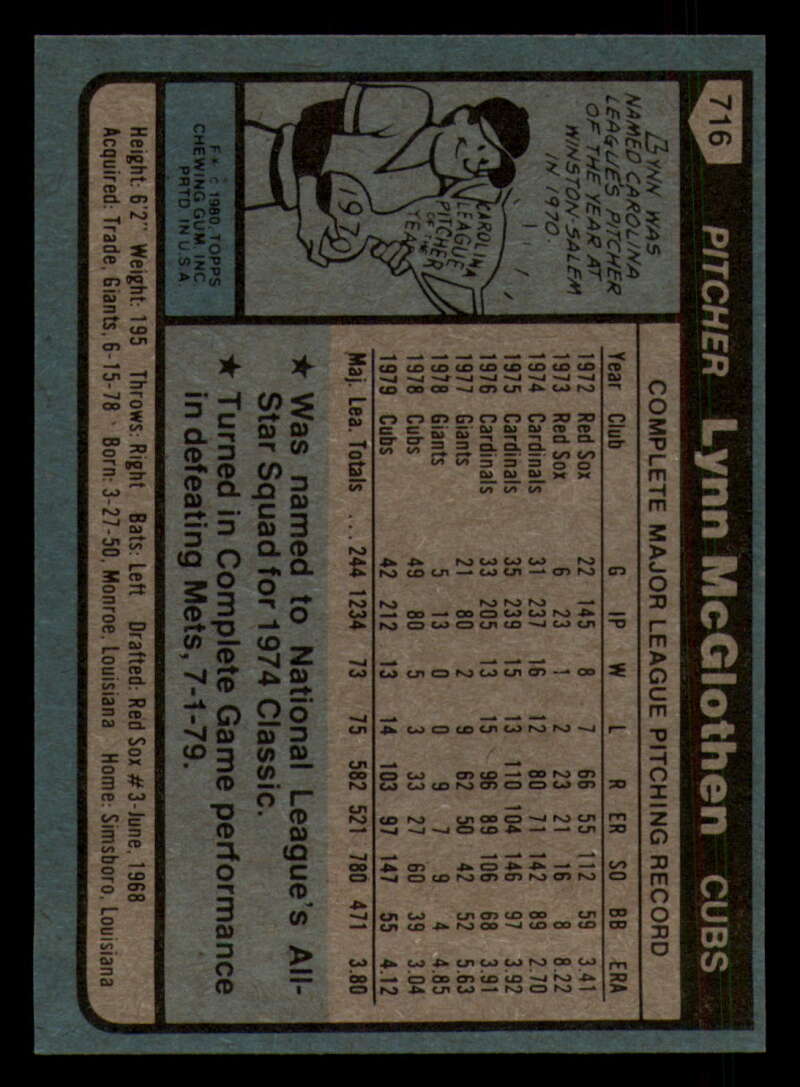 716
PITCHER Lynn McGlothen CUBS
LYNN WAS
NAMED CAROLINA
LEAGUE'S PITCHER
OF THE YEAR AT
WINSTON-SALEM
IN 1970.
KAROLINA
LEAGUE
PITCHER
OF THE
YEAR
1970
F * © 1980 TOPPS
CHEWING GUM, INC.
PRTD IN U.S.A
COMPLETE MAJOR LEAGUE PITCHING RECORD
Year Club G IP W L R ER SO BB ERA
1972 Red Sox 22 145 8 7 66 55 112 59 3.41
1973 Red Sox 6 23 1 2 23 21 16 8 8.22
1974 Cardinals 31 237 16 12 80 71 142 89 2.70
1975 Cardinals 35 239 15 13 110 104 146 97 3.92
1976 Cardinals 33 205 13 15 96 89 106 68 3.91
1977 Giants 21 80 2 9 62 50 42 52 5.63
1978 Giants 5 13 0 0 9 7 9 4 4.85
1978 Cubs 49 80 5 3 33 27 60 39 3.04
1979 Cubs 42 212 13 14 103 97 147 55 4.12
Maj. Lea. Totals ... 244 1234 73 75 582 521 780 471 3.80
★ Was named to National League's All-
Star Squad for 1974 Classic.
★ Turned in Complete Game performance
in defeating Mets, 7-1-79.
Height: 6'2" Weight: 195 Throws: Right Bats: Left Drafted: Red Sox #3-June, 1968
Acquired: Trade, Giants, 6-15-78 Born: 3-27-50, Monroe, Louisiana Home: Simsboro, Louisiana